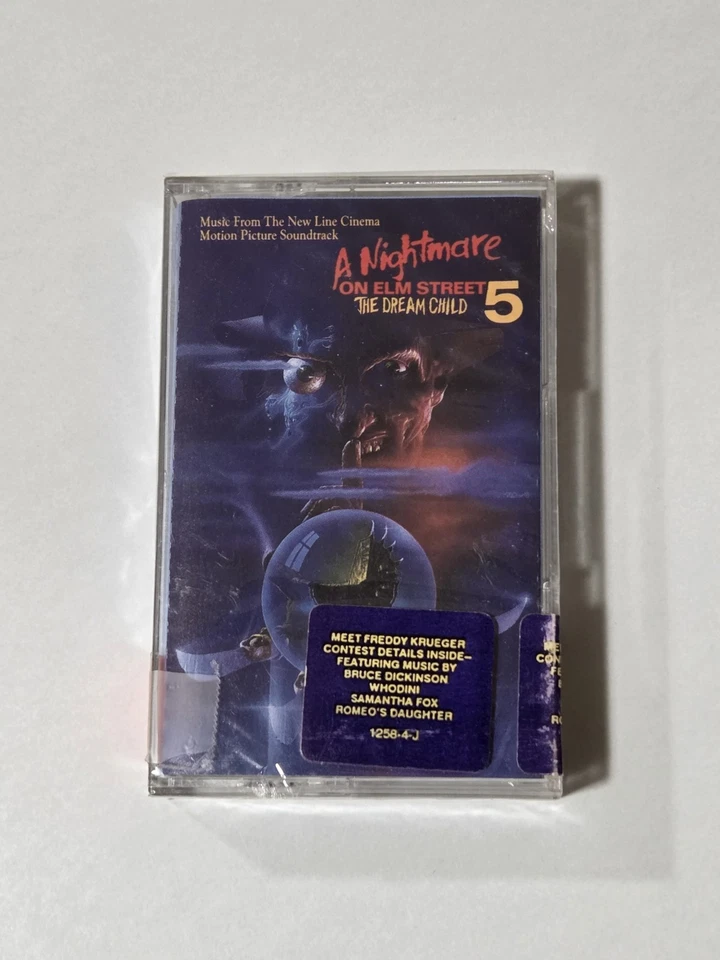 Music From The New Line Cinema
Motion Picture Soundtrack
A Nightmare
ON ELM STREET 5
THE DREAM CHILD
MEET FREDDY KRUEGER
CONTEST DETAILS INSIDE—
FEATURING MUSIC BY
BRUCE DICKINSON
WHODINI
SAMANTHA FOX
ROMEO'S DAUGHTER
1258-4-J